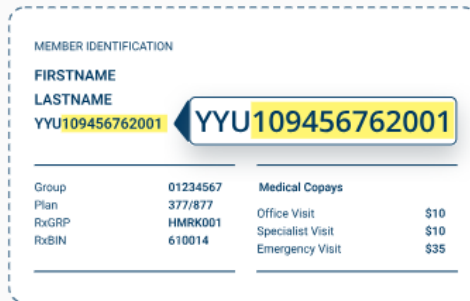 MEMBER IDENTIFICATION
FIRSTNAME
LASTNAME
YYU109456762001
YYU109456762001
Group 01234567
Plan 377/877
RxGRP HMRK001
RxBIN 610014
Medical Copays
Office Visit $10
Specialist Visit $10
Emergency Visit $35